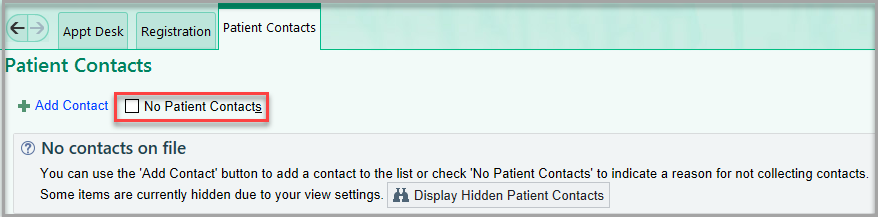 Appt Desk Registration Patient Contacts
Patient Contacts
Add Contact No Patient Contacts
No contacts on file
You can use the 'Add Contact' button to add a contact to the list or check 'No Patient Contacts' to indicate a reason for not collecting contacts.
Some items are currently hidden due to your view settings. Display Hidden Patient Contacts